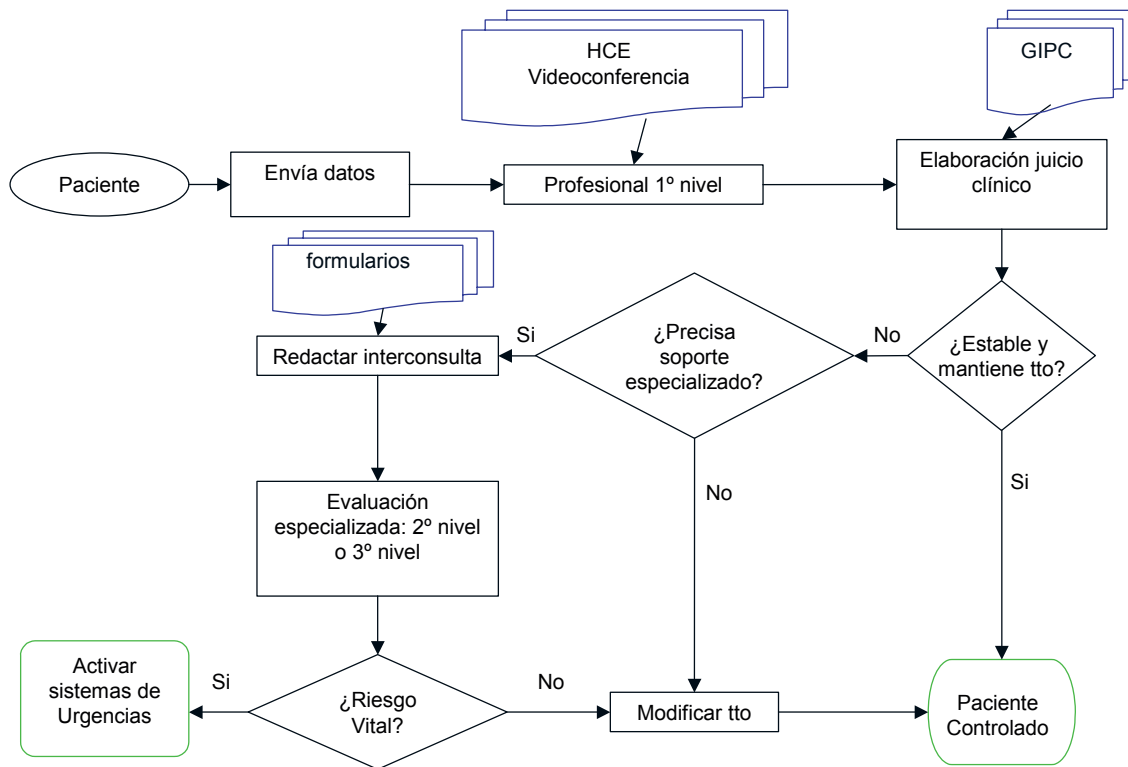 HCE
Videoconferencia
GIPC
Paciente
Envía datos
Profesional 1º nivel
Elaboración juicio
clínico
formularios
Redactar interconsulta
Si
¿Precisa
soporte
especializado?
No
¿Estable y
mantiene tto?
No
Si
Evaluación
especializada: 2º nivel
o 3º nivel
Activar
sistemas de
Urgencias
Si
¿Riesgo
Vital?
No
Modificar tto
Paciente
Controlado